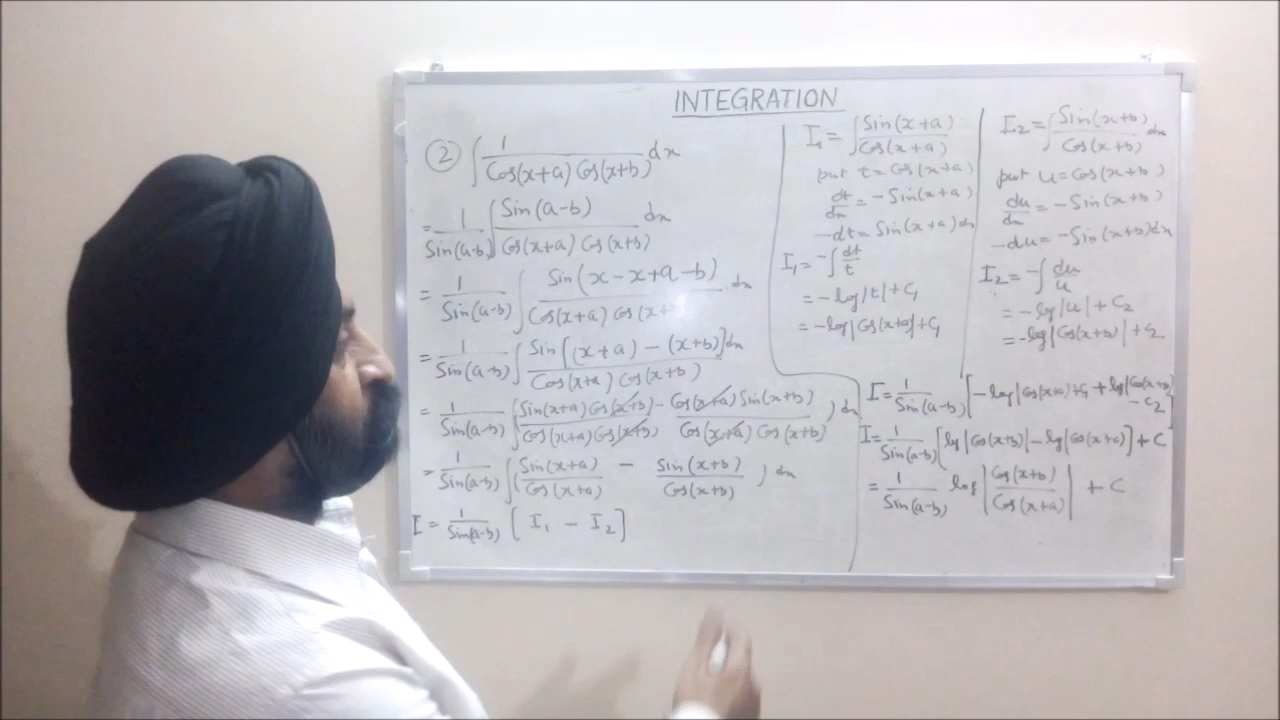 INTEGRATION
② ∫ 1/(Cos(x+a) Cos(x+b)) dx
= 1/Sin(a-b) ∫ Sin(a-b)/(Cos(x+a) Cos(x+b)) dx
= 1/Sin(a-b) ∫ Sin(x-x+a-b)/(Cos(x+a) Cos(x+ dx
= 1/Sin(a-b) ∫ Sin[(x+a)-(x+b)]/(Cos(x+a) Cos(x+b)) dx
= 1/Sin(a-b) ∫( Sin(x+a) Cos(x+b)/(Cos(x+a) Cos(x+b)) - Cos(x+a) Sin(x+b)/(Cos(x+a) Cos(x+b)) ) dx
= 1/Sin(a-b) ∫( Sin(x+a)/Cos(x+a) - Sin(x+b)/Cos(x+b) ) dx
I = 1/Sin(a-b) [ I₁ - I₂ ]
I₁ = ∫ Sin(x+a)/Cos(x+a)
put t = Cos(x+a)
dt/dx = -Sin(x+a)
-dt = Sin(x+a) dx
I₁ = -∫ dt/t
= -log|t| + C₁
= -log|Cos(x+a)| + C₁
I₂ = ∫ Sin(x+b)/Cos(x+b) dx
put u = Cos(x+b)
du/dx = -Sin(x+b)
-du = -Sin(x+b) dx
I₂ = -∫ du/u
= -log|u| + C₂
= -log|Cos(x+b)| + C₂
I = 1/Sin(a-b) [ -log|Cos(x+a)| + C₁ + log|Cos(x+b)| - C₂ ]
I = 1/Sin(a-b) [ log|Cos(x+b)| - log|Cos(x+a)| ] + C
= 1/Sin(a-b) log | Cos(x+b)/Cos(x+a) | + C